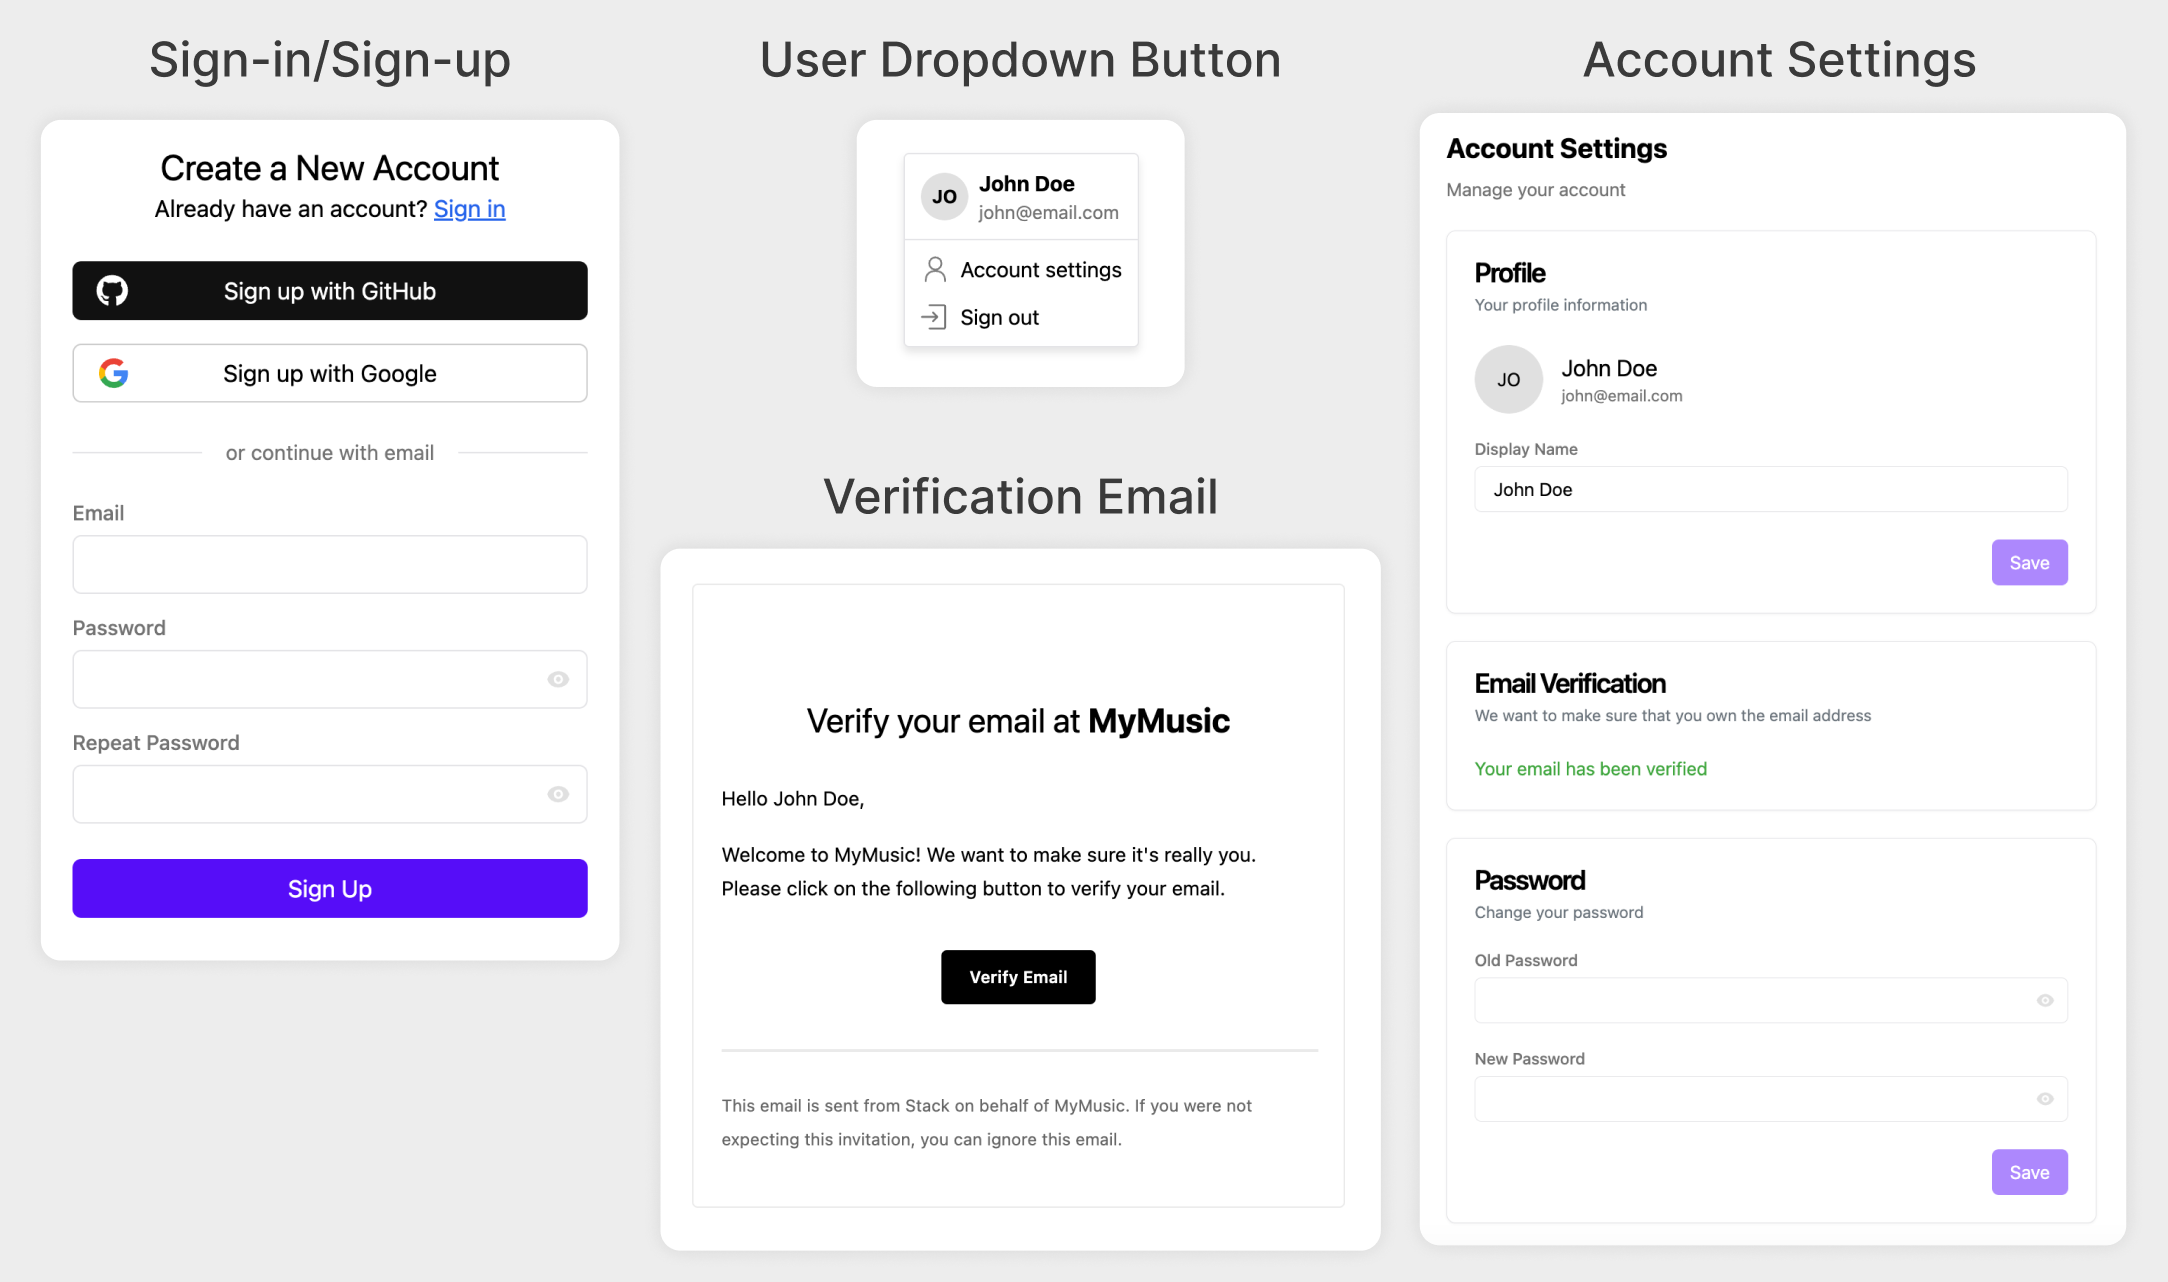 Sign-in/Sign-up
Create a New Account
Already have an account? Sign in
Sign up with GitHub
Sign up with Google
or continue with email
Email
Password
Repeat Password
Sign Up
User Dropdown Button
JO
John Doe
john@email.com
Account settings
Sign out
Verification Email
Verify your email at MyMusic
Hello John Doe,
Welcome to MyMusic! We want to make sure it's really you.
Please click on the following button to verify your email.
Verify Email
This email is sent from Stack on behalf of MyMusic. If you were not
expecting this invitation, you can ignore this email.
Account Settings
Account Settings
Manage your account
Profile
Your profile information
JO
John Doe
john@email.com
Display Name
John Doe
Save
Email Verification
We want to make sure that you own the email address
Your email has been verified
Password
Change your password
Old Password
New Password
Save